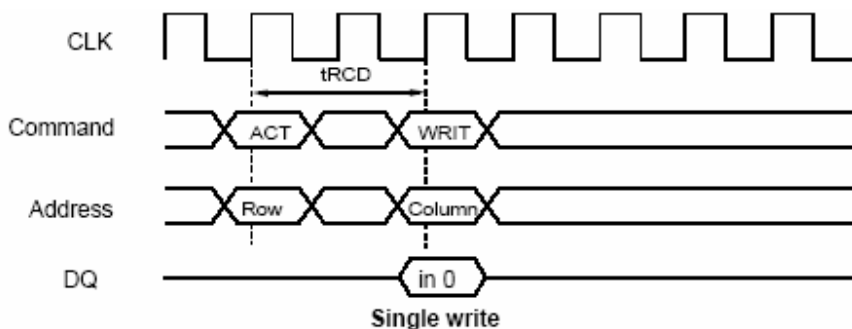 CLK
tRCD
Command ACT WRIT
Address Row Column
DQ in 0
Single write